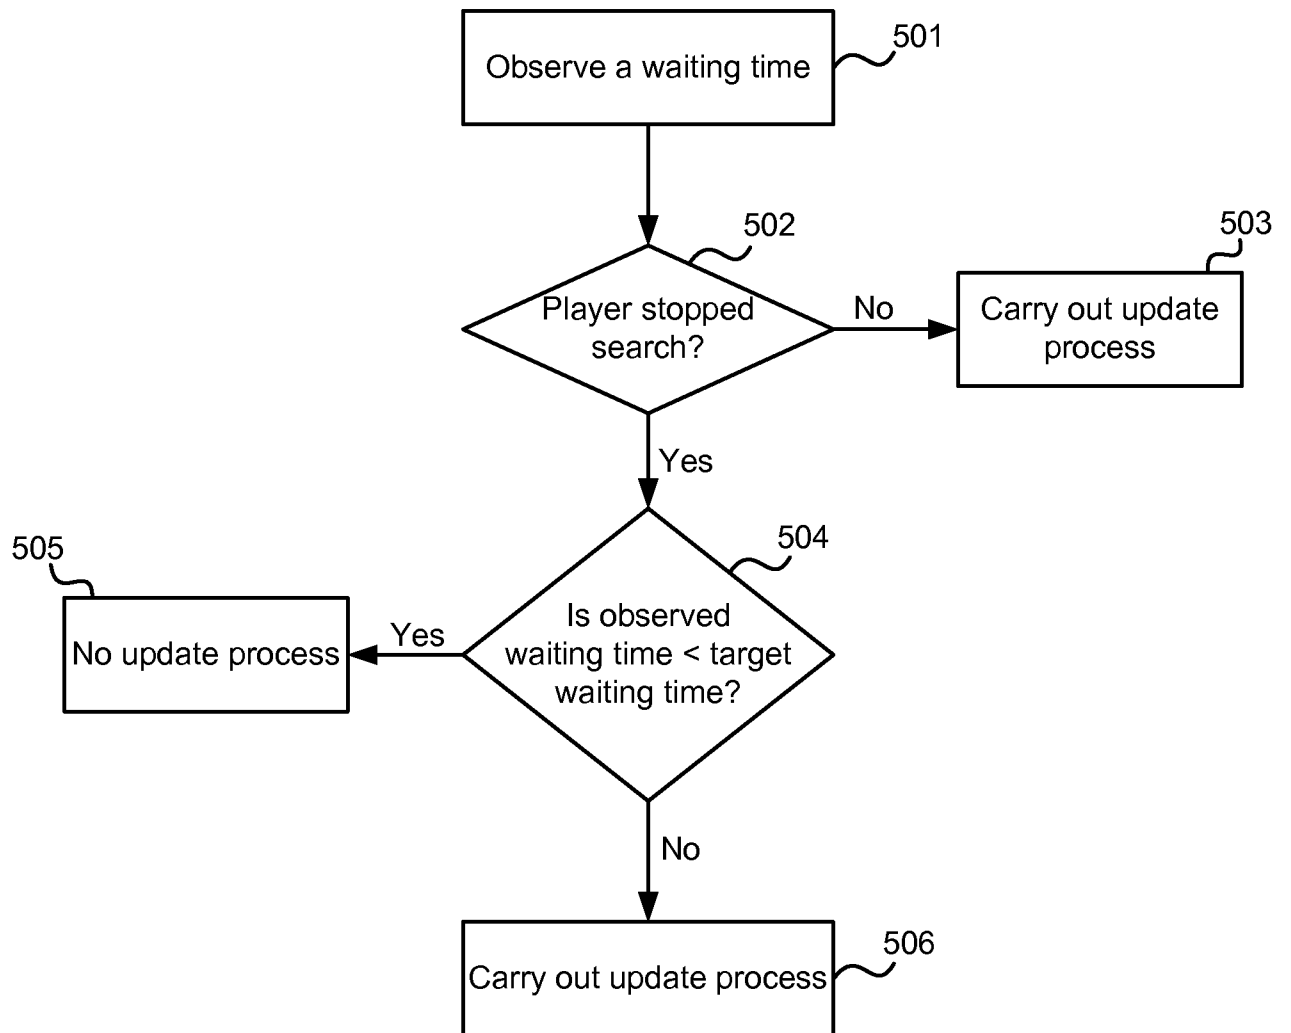 Observe a waiting time
501
502
Player stopped
search?
No
503
Carry out update
process
Yes
504
Is observed
waiting time < target
waiting time?
505
Yes
No update process
No
506
Carry out update process